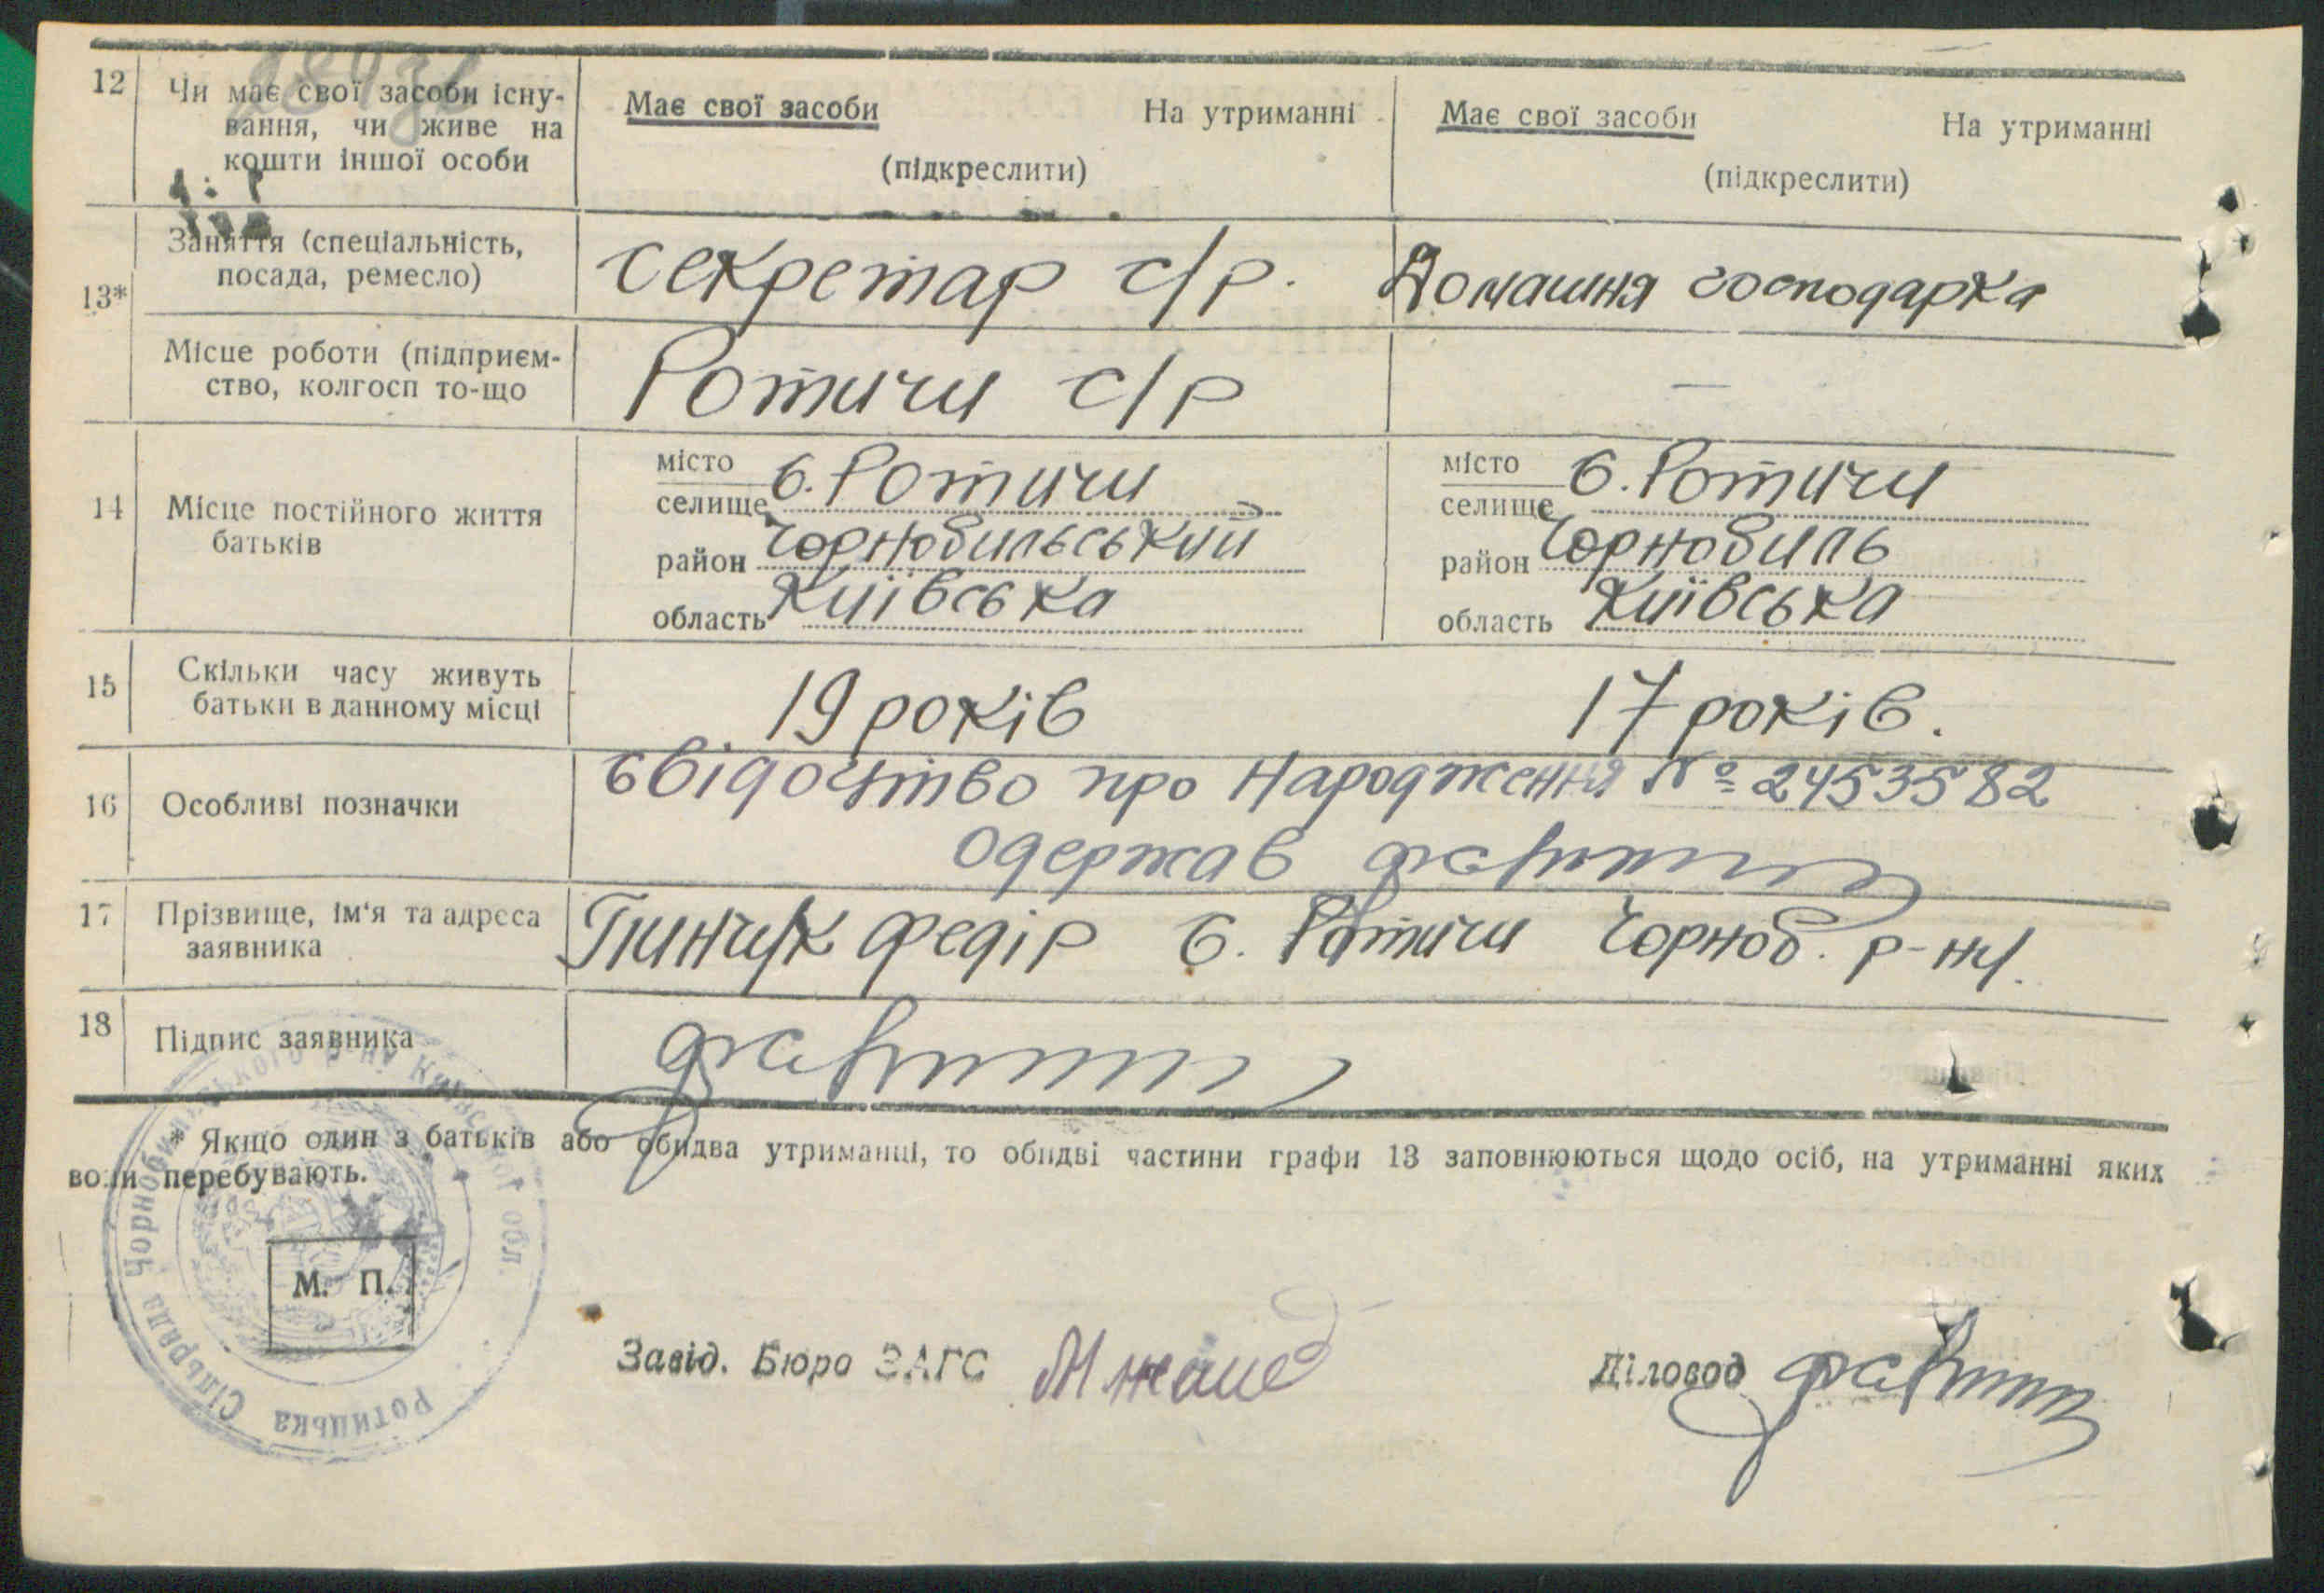 12 Чи має свої засоби існу-
вання, чи живе на
кошти іншої особи
Має свої засоби На утриманні
(підкреслити)
Має свої засоби На утриманні
(підкреслити)
13* Заняття (спеціальність,
посада, ремесло)
секретар с/р.
Домашня господарка
Місце роботи (підприєм-
ство, колгосп то-що
Ротичи с/р
—
14 Місце постійного життя
батьків
місто
селище с. Ротичи
район Чорнобильський
область Київська
місто
селище с. Ротичи
район Чорнобиль
область Київська
15 Скільки часу живуть
батьки в данному місці
19 років
17 років.
16 Особливі позначки
свідоцтво про народження № 2453582
одержав
17 Прізвище, ім'я та адреса
заявника
Пинчук Федір с. Ротичи Чорноб. р-ну.
18 Підпис заявника
* Якщо один з батьків або обидва утриманці, то обидві частини графи 13 заповнюються щодо осіб, на утриманні яких
вони перебувають.
Ротицька Сільрада Чорнобильського р-ну Київської обл.
М. П.
Завід. Бюро ЗАГС
Діловод